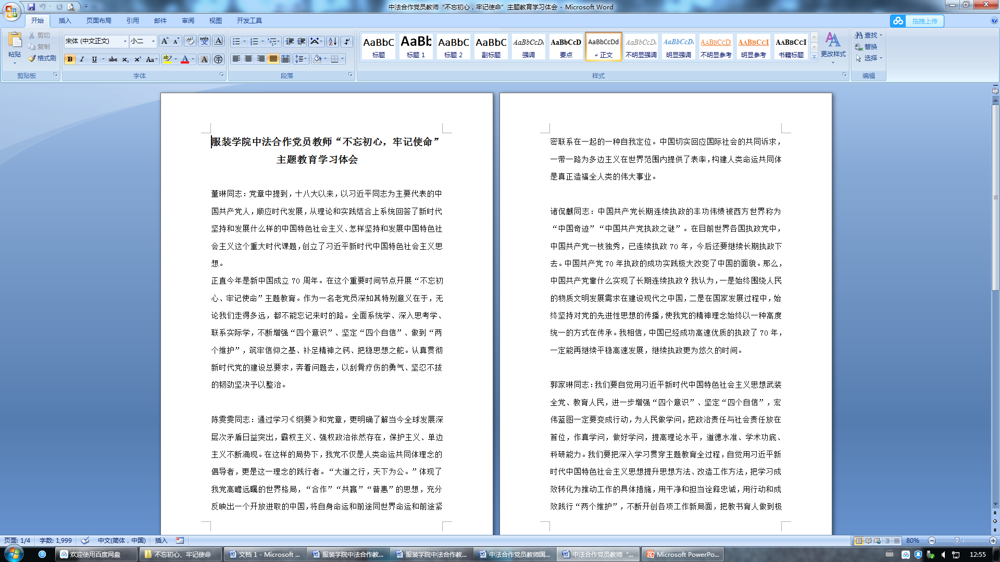 中法合作党员教师“不忘初心，牢记使命”主题教育学习体会 - Microsoft Word
开始 插入 页面布局 引用 邮件 审阅 视图 开发工具
拖拽上传
粘贴 剪切 复制 格式刷
宋体 (中文正文) 小二
AaBbC 标题
AaBb 标题 1
AaBbC 标题 2
AaBbC 副标题
AaBbCcDd 强调
AaBbCcD 要点
AaBbCcDd 正文
AaBbCcDd 不明显强调
AaBbCcDd 明显强调
AABBCCD 不明显参考
AABBCCI 明显参考
AABBCCI 书籍标题
更改样式
查找
替换
选择
剪贴板 字体 段落 样式 编辑
服装学院中法合作党员教师“不忘初心，牢记使命”
主题教育学习体会
董琳同志：党章中提到，十八大以来，以习近平同志为主要代表的中
国共产党人，顺应时代发展，从理论和实践结合上系统回答了新时代
坚持和发展什么样的中国特色社会主义、怎样坚持和发展中国特色社
会主义这个重大时代课题，创立了习近平新时代中国特色社会主义思
想。
正直今年是新中国成立 70 周年。在这个重要时间节点开展“不忘初
心、牢记使命”主题教育。作为一名老党员深知其特别意义在于，无
论我们走得多远，都不能忘记来时的路。全面系统学、深入思考学、
联系实际学，不断增强“四个意识”、坚定“四个自信”、做到“两
个维护”，筑牢信仰之基、补足精神之钙、把稳思想之舵。认真贯彻
新时代党的建设总要求，奔着问题去，以刮骨疗伤的勇气、坚忍不拔
的韧劲坚决予以整治。
陈雯雯同志：通过学习《纲要》和党章，更明确了解当今全球发展深
层次矛盾日益突出，霸权主义、强权政治依然存在，保护主义、单边
主义不断涌现。在这样的局势下，我党不仅是人类命运共同体理念的
倡导者，更是这一理念的践行者。“大道之行，天下为公。”体现了
我党高瞻远瞩的世界格局，“合作”“共赢”“普惠”的思想，充分
反映出一个开放进取的中国，将自身命运和前途同世界命运和前途紧
密联系在一起的一种自我定位。中国切实回应国际社会的共同诉求，
一带一路为多边主义在世界范围内提供了表率，构建人类命运共同体
是真正造福全人类的伟大事业。
诸侃麒同志：中国共产党长期连续执政的丰功伟绩被西方世界称为
“中国奇迹”“中国共产党执政之谜”。在目前世界各国执政党中，
中国共产党一枝独秀，已连续执政 70 年，今后还要继续长期执政下
去。中国共产党 70 年执政的成功实践极大改变了中国的面貌。那么，
中国共产党靠什么实现了长期连续执政？我认为，一是始终围绕人民
的物质文明发展需求在建设现代之中国，二是在国家发展过程中，始
终坚持对党的先进性思想的传播，使我党的精神理念始终以一种高度
统一的方式在传承。我相信，中国已经成功高速优质的执政了 70 年，
一定能再继续平稳高速发展，继续执政更为悠久的时间。
郭家琳同志：我们要自觉用习近平新时代中国特色社会主义思想武装
全党、教育人民，进一步增强“四个意识”、坚定“四个自信”，宏
伟蓝图一定要变成行动，为人民做学问，把政治责任与社会责任放在
首位，作真学问，做好学问，提高理论水平，道德水准、学术功底、
科研能力。我们要把深入学习贯穿主题教育全过程，自觉用习近平新
时代中国特色社会主义思想提升思想方法、改造工作方法，把学习成
效转化为推动工作的具体措施，用干净和担当诠释忠诚，用行动和成
效践行“两个维护”，不断开创各项工作新局面，把教书育人做到极
页面: 1/4 字数: 1,999 中文(简体，中国) 插入 80%
欢迎使用百度网盘 不忘初心、牢记使命 文档 1 - Microsoft ... 服装学院中法合作教... 服装学院中法合作教... 中法合作党员教师国... 中法合作党员教师“... Microsoft PowerPo... 12:55